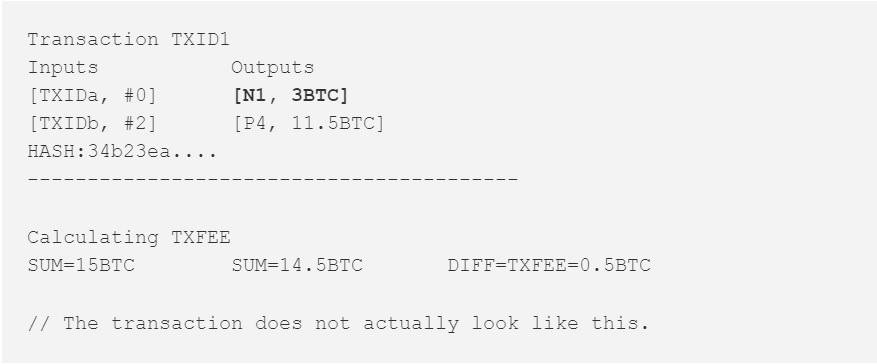 Transaction TXID1
Inputs Outputs
[TXIDa, #0] [N1, 3BTC]
[TXIDb, #2] [P4, 11.5BTC]
HASH:34b23ea....
-----------------------------------------
Calculating TXFEE
SUM=15BTC SUM=14.5BTC DIFF=TXFEE=0.5BTC
// The transaction does not actually look like this.